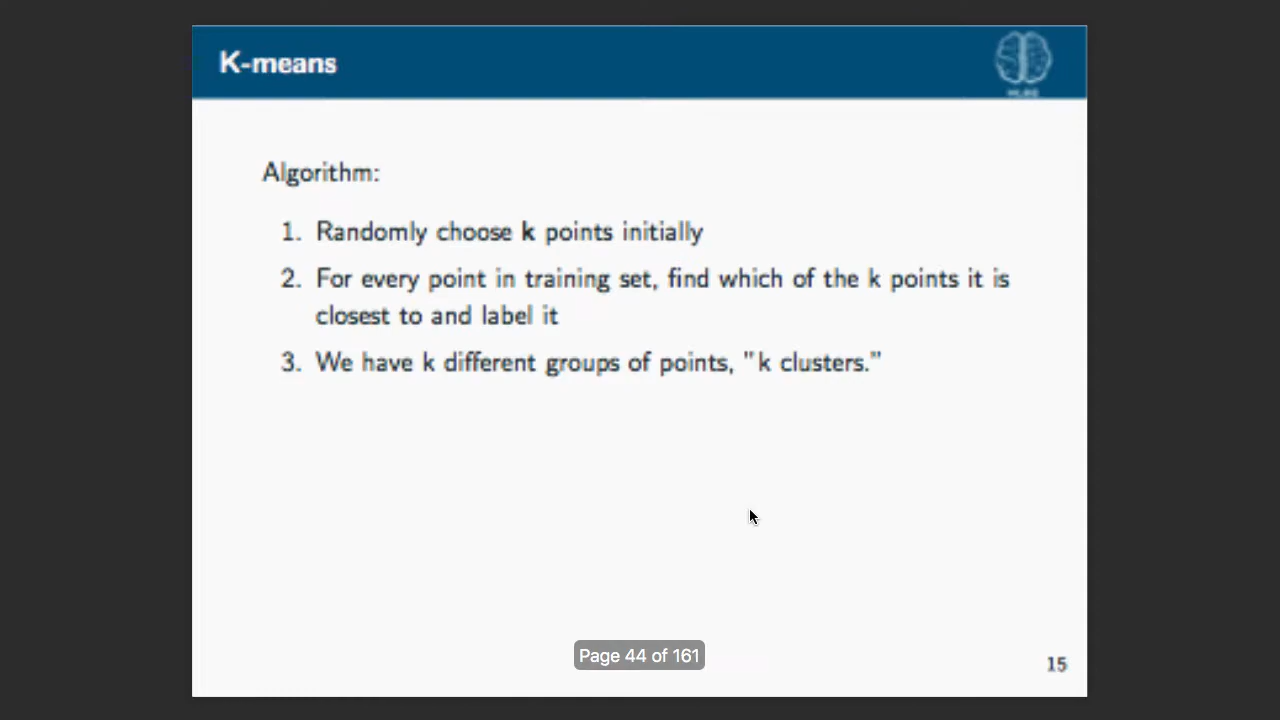 K-means
Algorithm:
1. Randomly choose k points initially
2. For every point in training set, find which of the k points it is
closest to and label it
3. We have k different groups of points, "k clusters."
Page 44 of 161
15